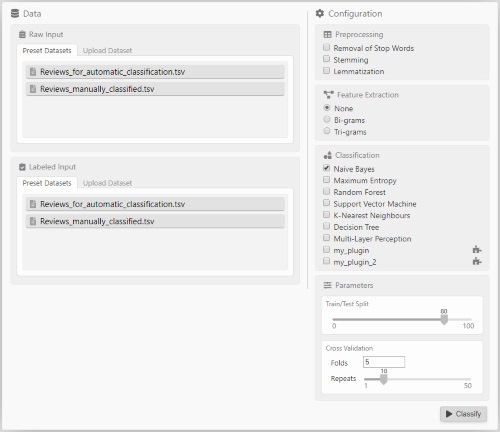 Data
Raw Input
Preset Datasets Upload Dataset
Reviews_for_automatic_classification.tsv
Reviews_manually_classified.tsv
Labeled Input
Preset Datasets Upload Dataset
Reviews_for_automatic_classification.tsv
Reviews_manually_classified.tsv
Configuration
Preprocessing
Removal of Stop Words
Stemming
Lemmatization
Feature Extraction
None
Bi-grams
Tri-grams
Classification
Naive Bayes
Maximum Entropy
Random Forest
Support Vector Machine
K-Nearest Neighbours
Decision Tree
Multi-Layer Perception
my_plugin
my_plugin_2
Parameters
Train/Test Split
80
0 100
Cross Validation
Folds 5
10
Repeats
1 50
Classify